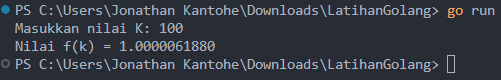 PS C:\Users\Jonathan Kantohe\Downloads\LatihanGolang> go run
Masukkan nilai K: 100
Nilai f(k) = 1.0000061880
PS C:\Users\Jonathan Kantohe\Downloads\LatihanGolang>